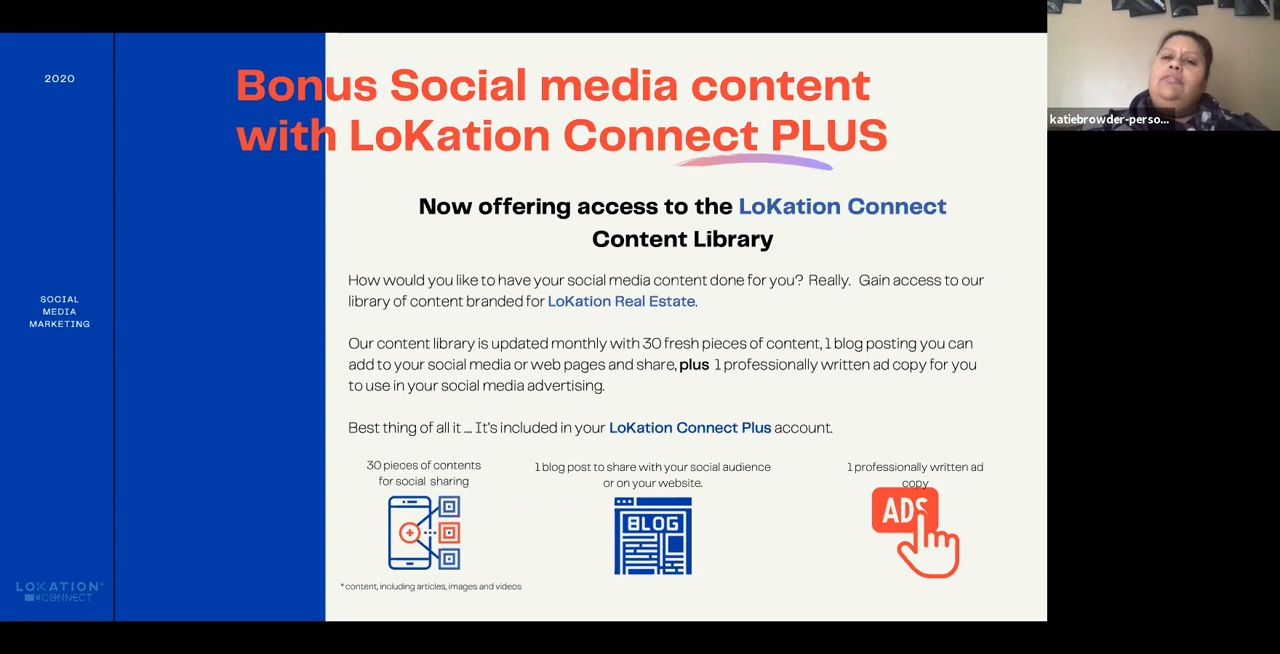 2020
Bonus Social media content
with LoKation Connect PLUS
Now offering access to the LoKation Connect
Content Library
How would you like to have your social media content done for you? Really. Gain access to our
library of content branded for LoKation Real Estate.
Our content library is updated monthly with 30 fresh pieces of content, 1 blog posting you can
add to your social media or web pages and share, plus 1 professionally written ad copy for you
to use in your social media advertising.
Best thing of all it .... It's included in your LoKation Connect Plus account.
SOCIAL
MEDIA
MARKETING
30 pieces of contents
for social sharing
1 blog post to share with your social audience
or on your website.
1 professionally written ad
copy
BLOG
ADS
* content, including articles, images and videos
LOKATION®
CONNECT
katiebrowder-perso...